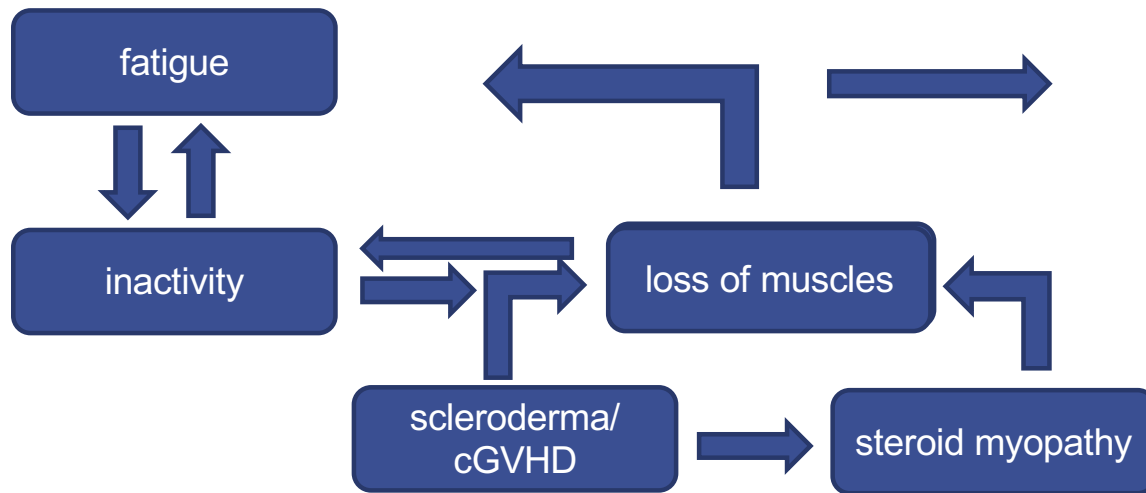 fatigue
inactivity
loss of muscles
scleroderma/
cGVHD
steroid myopathy